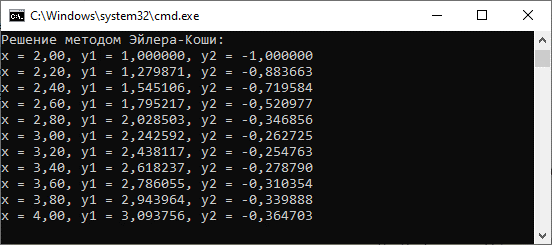 C:\Windows\system32\cmd.exe
Решение методом Эйлера-Коши:
x = 2,00, y1 = 1,000000, y2 = -1,000000
x = 2,20, y1 = 1,279871, y2 = -0,883663
x = 2,40, y1 = 1,545106, y2 = -0,719584
x = 2,60, y1 = 1,795217, y2 = -0,520977
x = 2,80, y1 = 2,028503, y2 = -0,346856
x = 3,00, y1 = 2,242592, y2 = -0,262725
x = 3,20, y1 = 2,438117, y2 = -0,254763
x = 3,40, y1 = 2,618237, y2 = -0,278790
x = 3,60, y1 = 2,786055, y2 = -0,310354
x = 3,80, y1 = 2,943964, y2 = -0,339888
x = 4,00, y1 = 3,093756, y2 = -0,364703